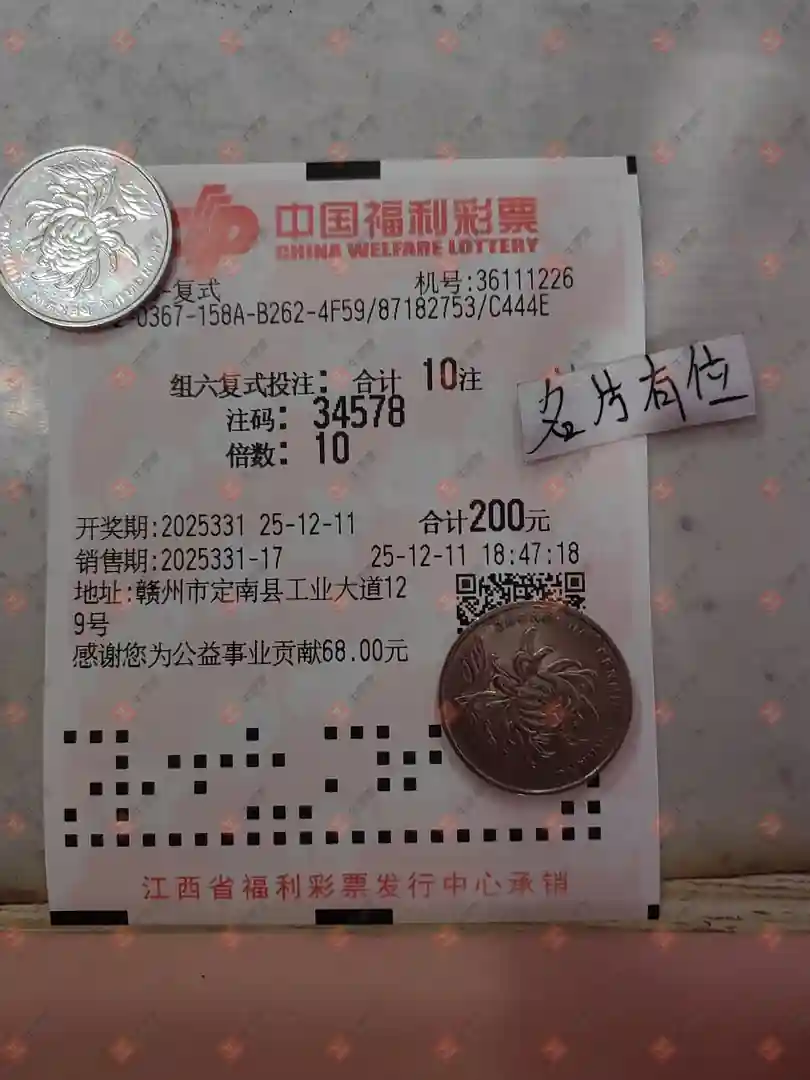 中国福利彩票
CHINA WELFARE LOTTERY
复式 机号:36111226
0367-158A-B262-4F59/87182753/C444E
组六复式投注: 合计 10注
注码: 34578
倍数: 10
名片有位
开奖期:2025331 25-12-11 合计200元
销售期:2025331-17 25-12-11 18:47:18
地址:赣州市定南县工业大道12
9号
感谢您为公益事业贡献68.00元
江西省福利彩票发行中心承销